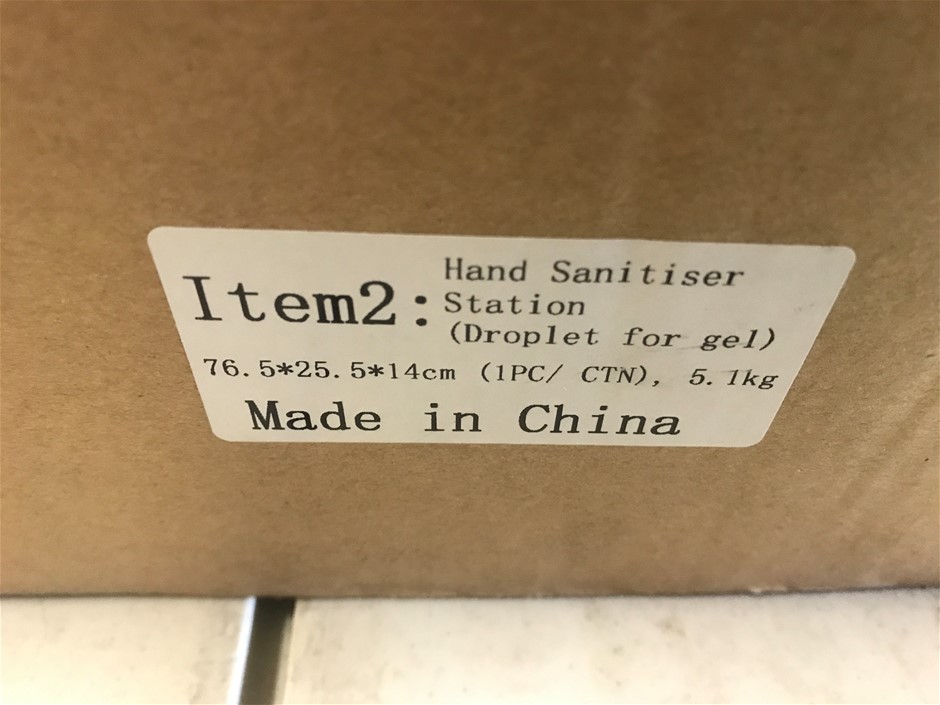 Item2: Hand Sanitiser
Station
(Droplet for gel)
76.5*25.5*14cm (1PC/ CTN), 5.1kg
Made in China